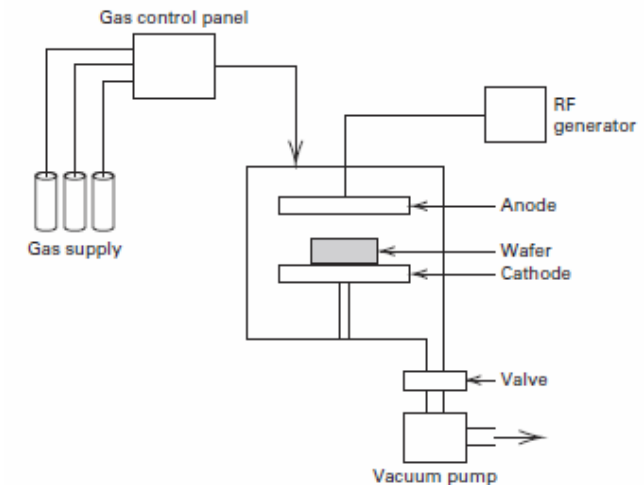 Gas control panel
RF
generator
Anode
Wafer
Cathode
Gas supply
Valve
Vacuum pump